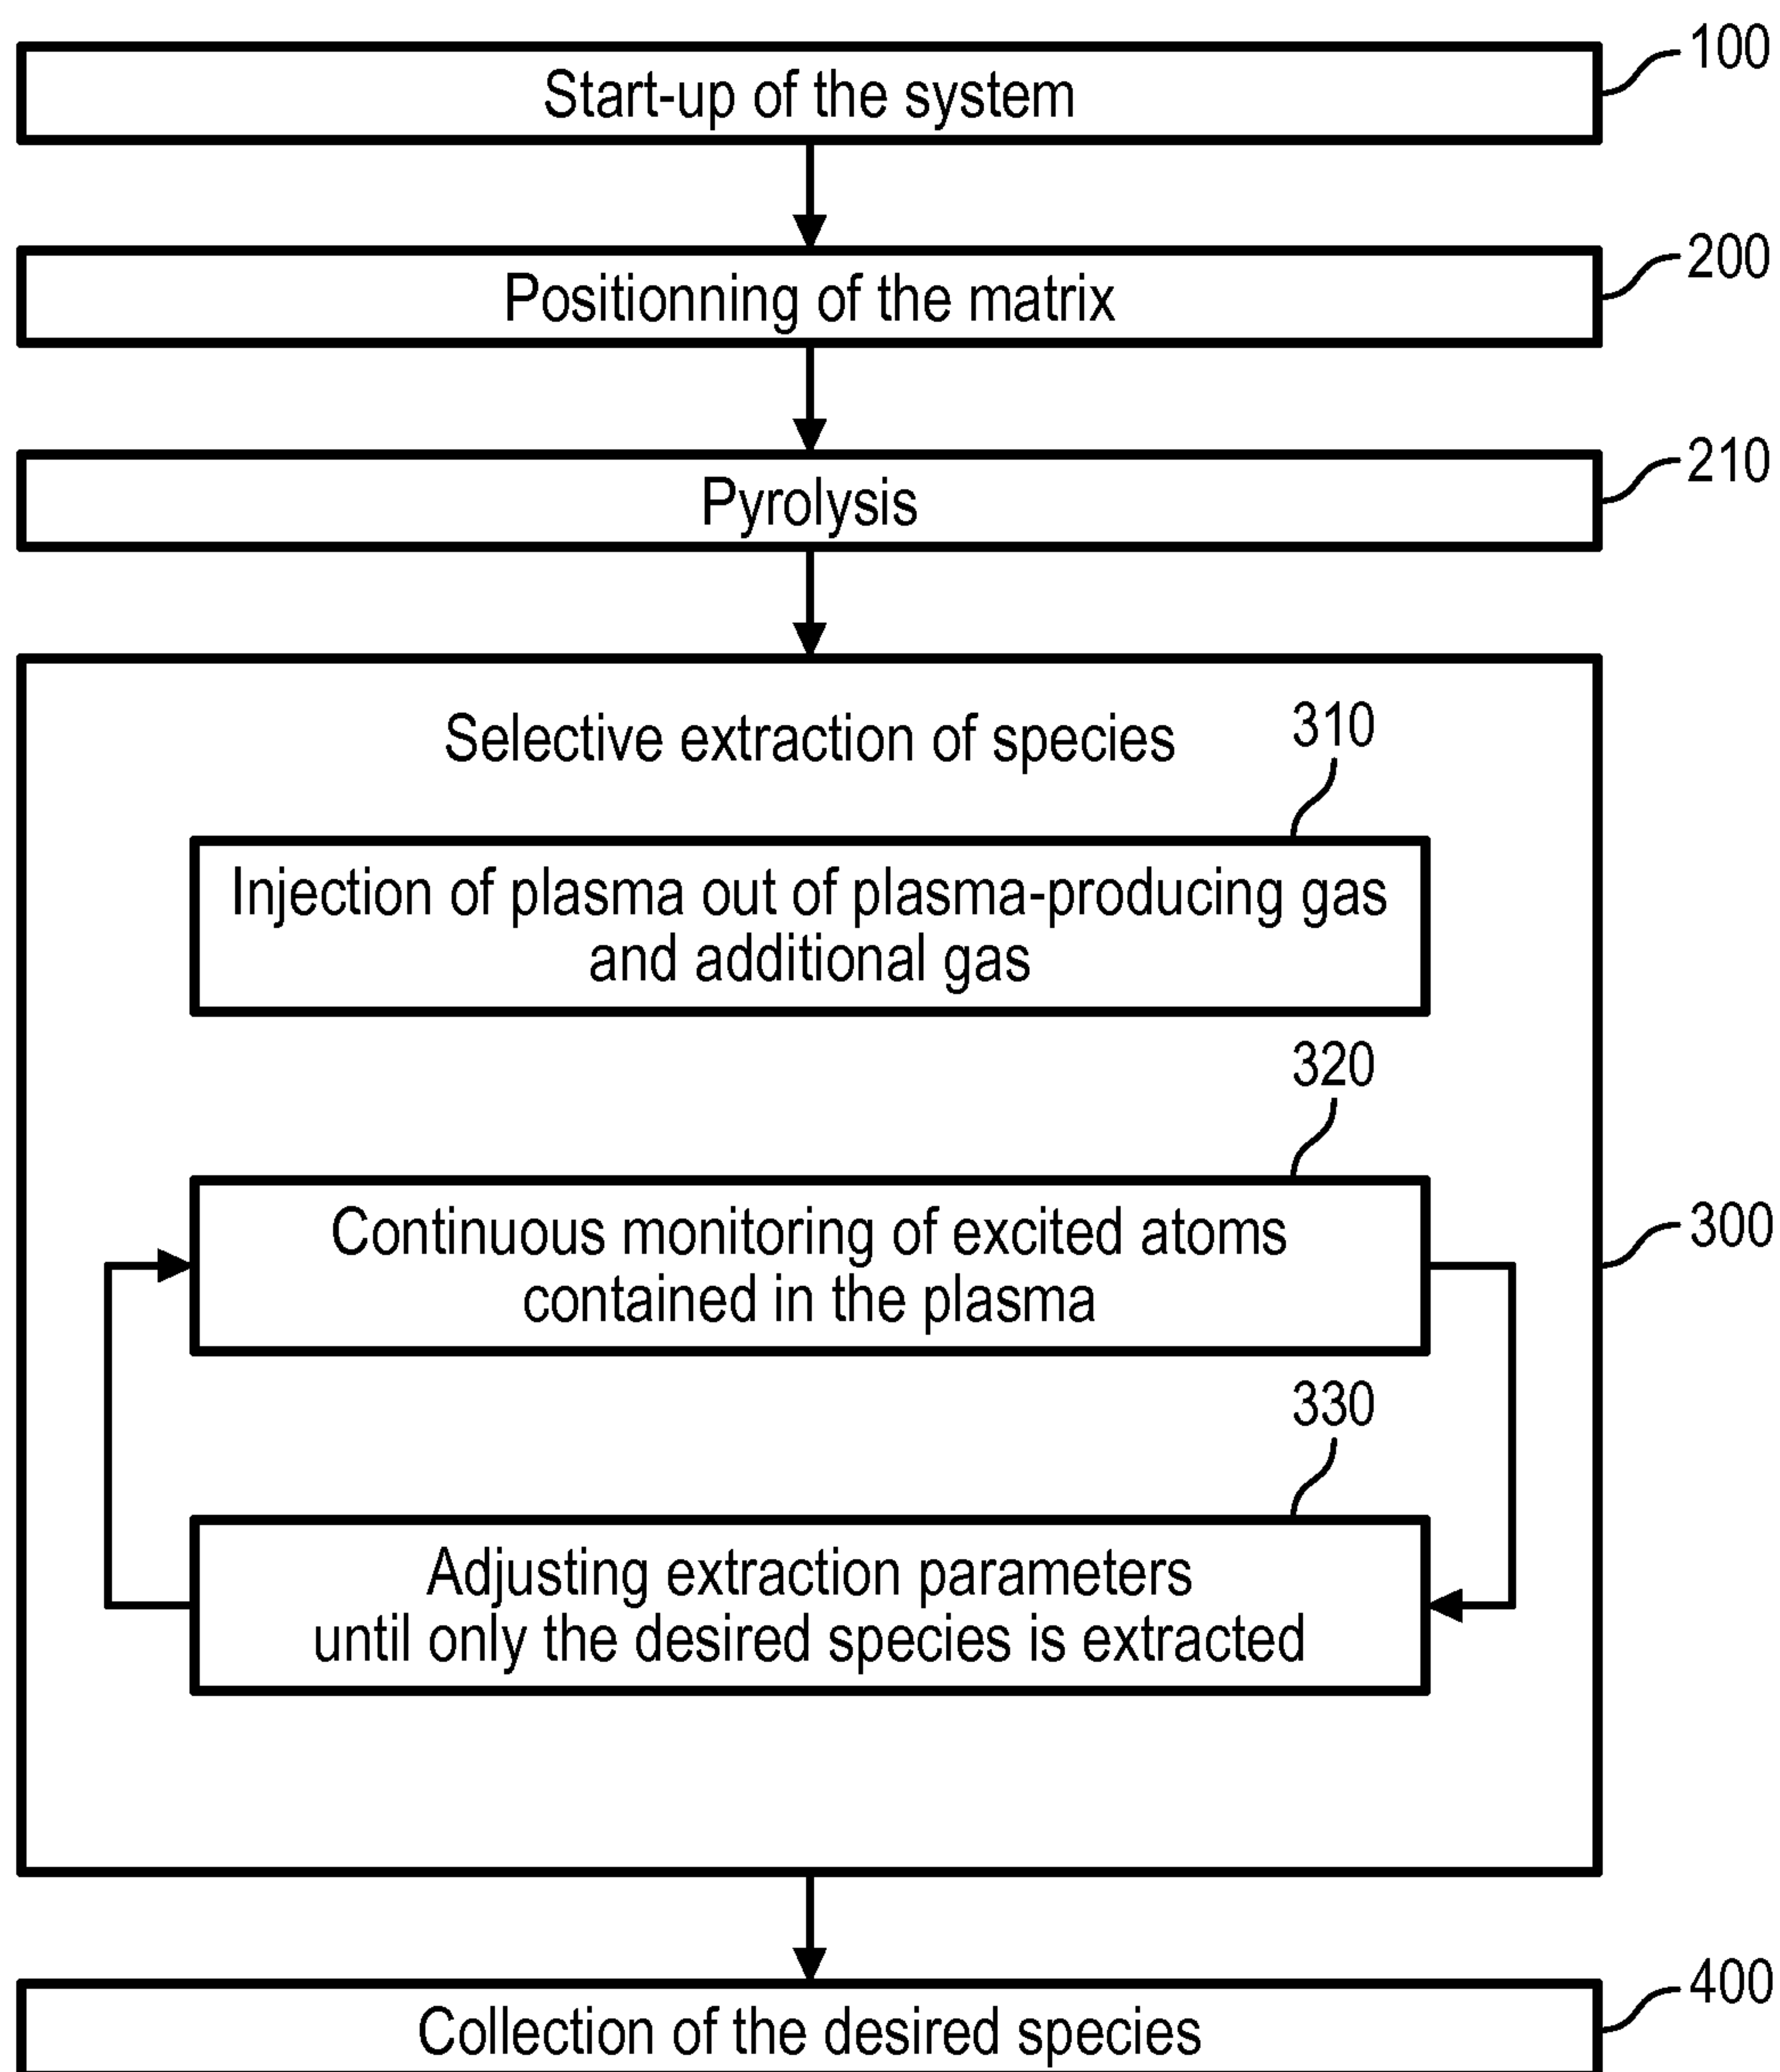 100
Start-up of the system
200
Positionning of the matrix
210
Pyrolysis
Selective extraction of species
310
Injection of plasma out of plasma-producing gas
and additional gas
320
Continuous monitoring of excited atoms
contained in the plasma
300
330
Adjusting extraction parameters
until only the desired species is extracted
400
Collection of the desired species